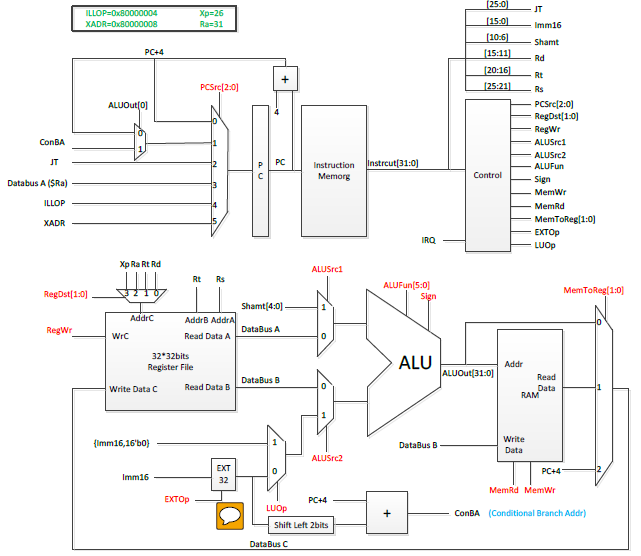 ILLOP=0x80000004 Xp=26
XADR=0x80000008 Ra=31
[25:0] JT
[15:0] Imm16
[10:6] Shamt
[15:11] Rd
[20:16] Rt
[25:21] Rs
PC+4
+
4
PCSrc[2:0]
ALUOut[0]
0
1
ConBA
JT
Databus A ($Ra)
ILLOP
XADR
0
1
2
3
4
5
P
C
PC
Instruction
Memorg
Instrcut[31:0]
Control
IRQ
PCSrc[2:0]
RegDst[1:0]
RegWr
ALUSrc1
ALUSrc2
ALUFun
Sign
MemWr
MemRd
MemToReg[1:0]
EXTOp
LUOp
Xp Ra Rt Rd
RegDst[1:0]
3 2 1 0
Rt Rs
AddrC
AddrB AddrA
RegWr
WrC
Read Data A
32*32bits
Register File
Write Data C
Read Data B
ALUSrc1
Shamt[4:0]
DataBus A
1
0
DataBus B
0
1
ALUSrc2
ALUFun[5:0]
Sign
ALU
ALUOut[31:0]
MemToReg[1:0]
0
1
2
Addr
Read
Data
RAM
DataBus B
Write
Data
PC+4
MemRd MemWr
{Imm16,16'b0}
1
0
LUOp
Imm16
EXT
32
EXTOp
PC+4
Shift Left 2bits
+
ConBA (Conditional Branch Addr)
DataBus C